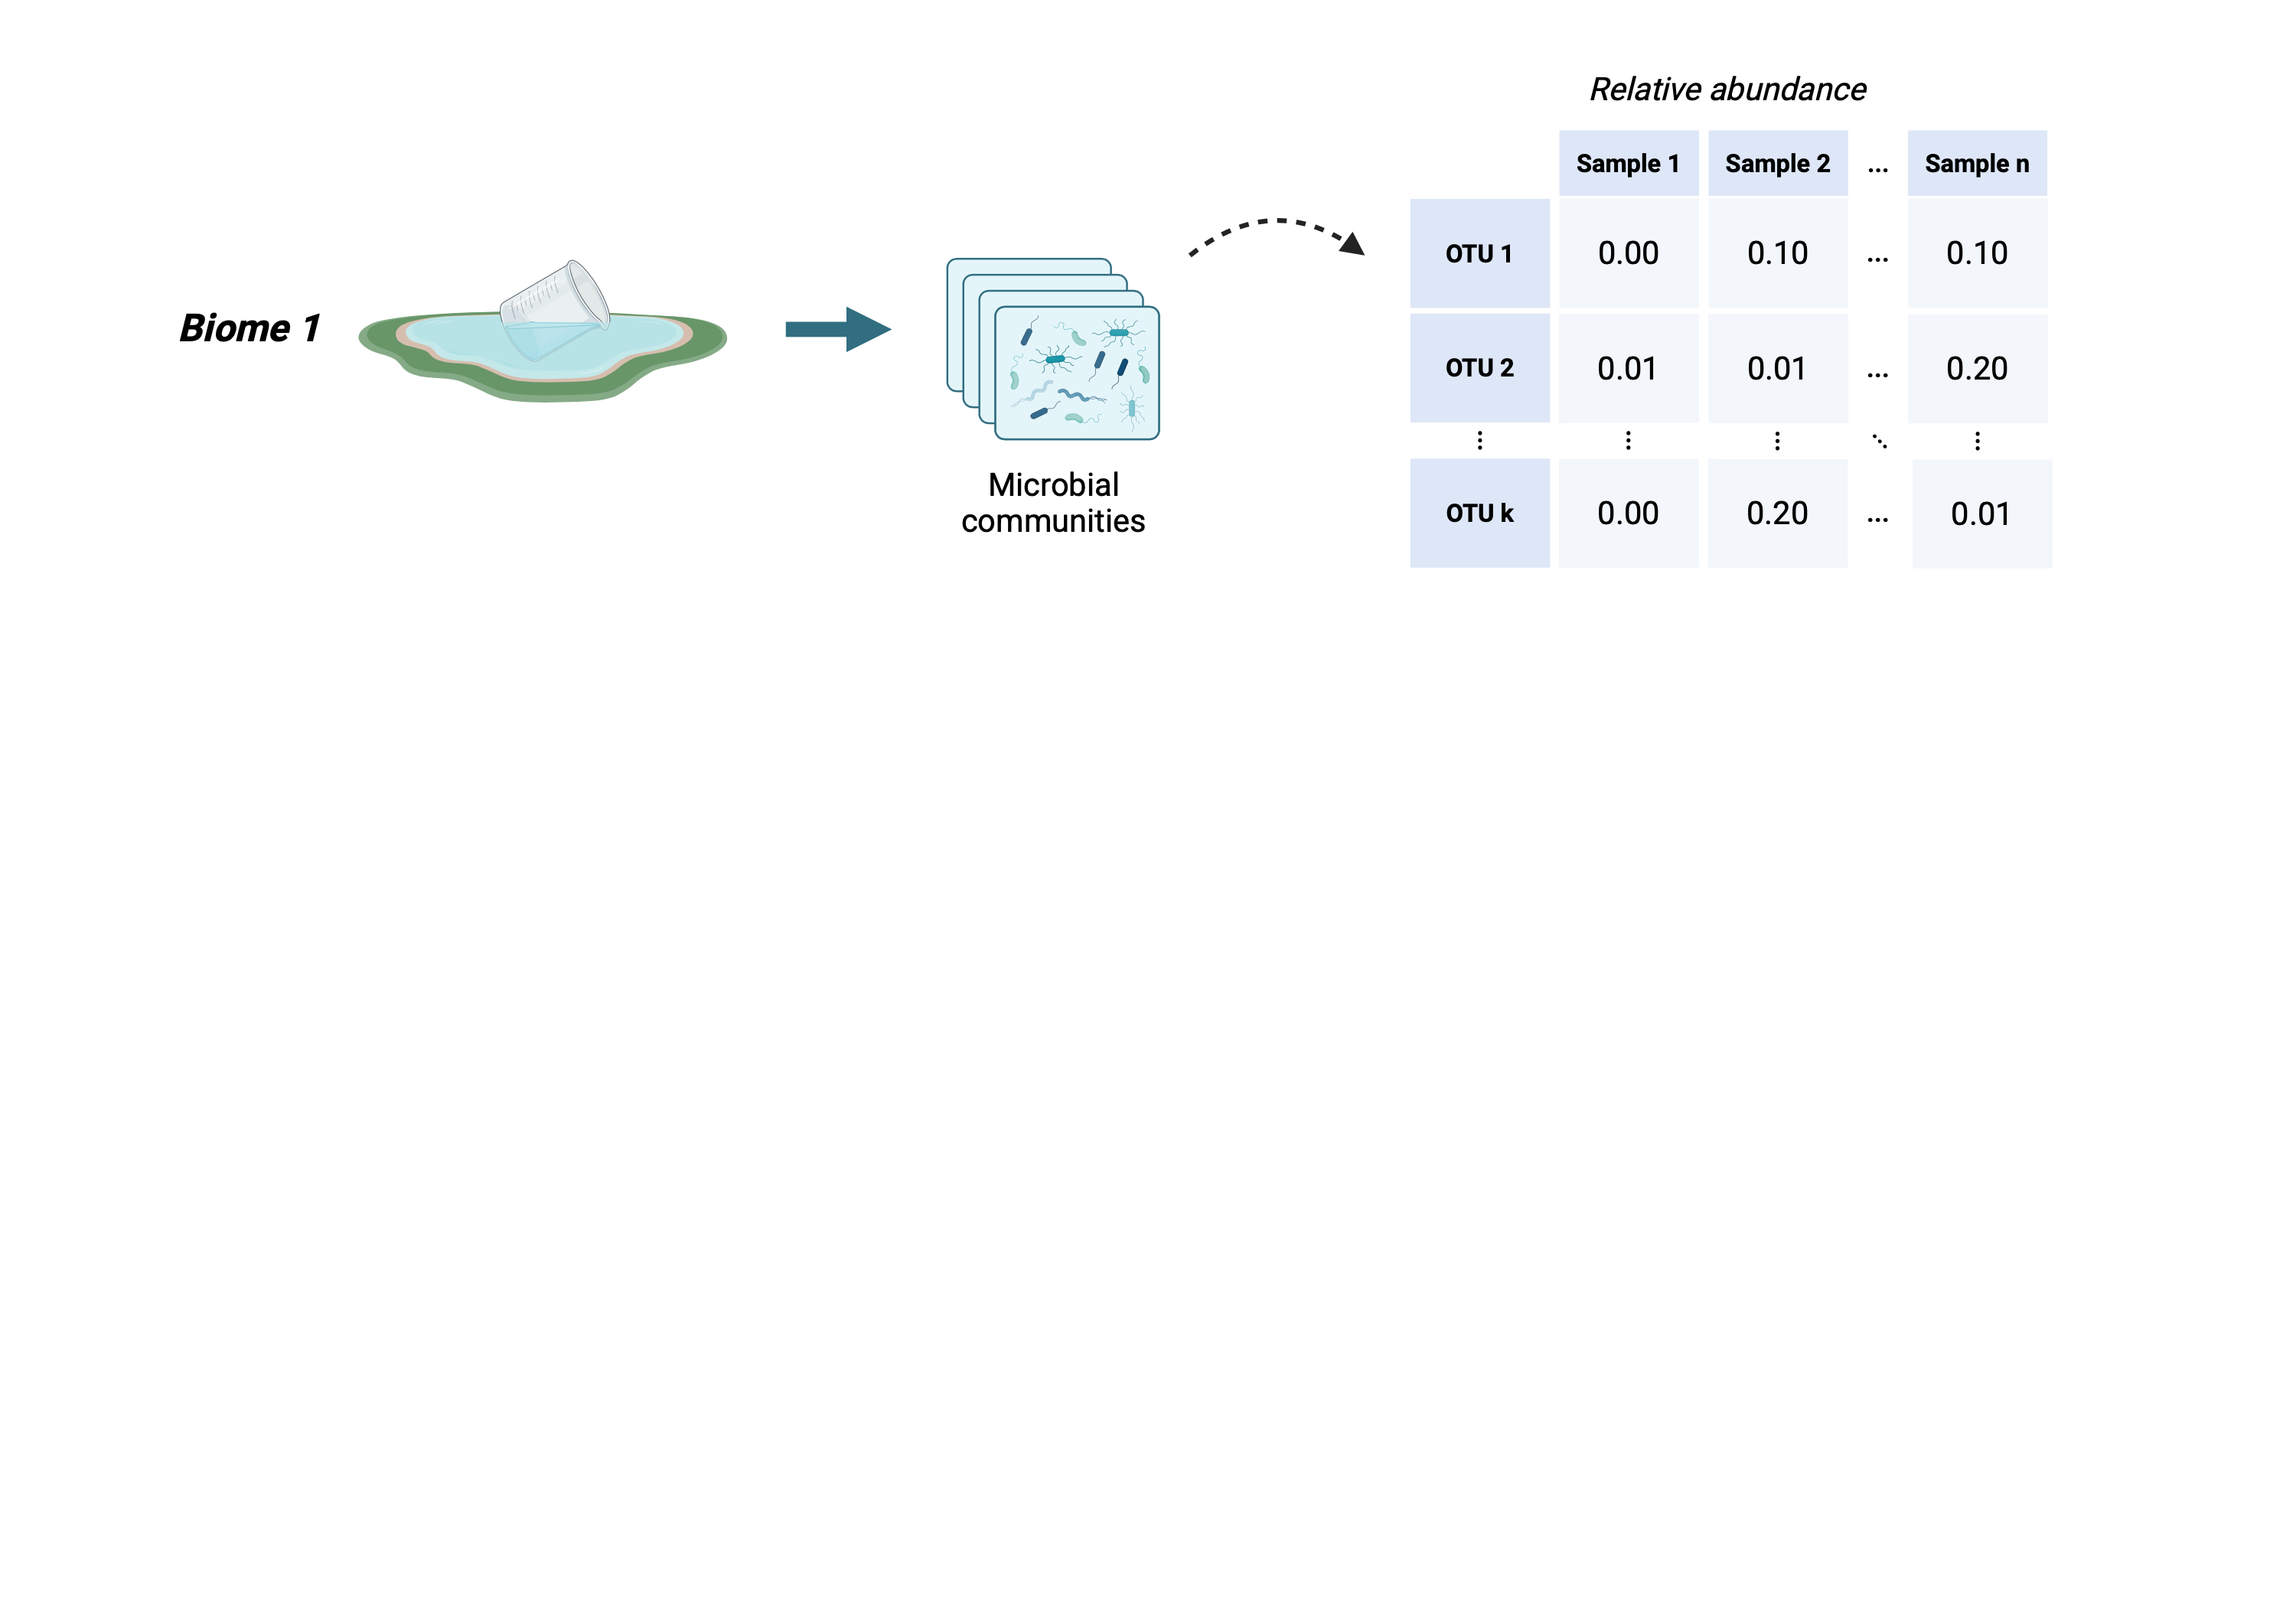 Relative abundance
Sample 1 Sample 2 ... Sample n
Biome 1
OTU 1 0.00 0.10 ... 0.10
OTU 2 0.01 0.01 ... 0.20
OTU k 0.00 0.20 ... 0.01
Microbial
communities